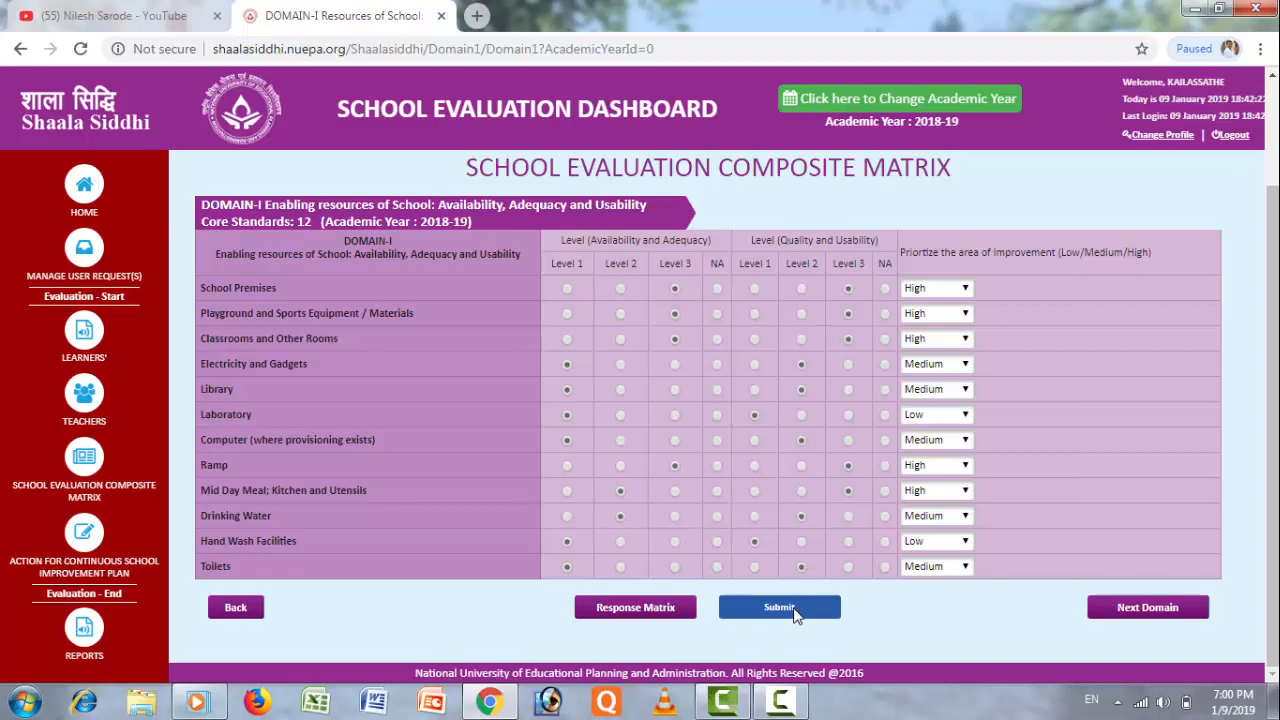 (55) Nilesh Sarode - YouTube
DOMAIN-I Resources of School:
Not secure
shaalasiddhi.nuepa.org/Shaalasiddhi/Domain1/Domain1?AcademicYearId=0
Paused
शाला सिद्धि
Shaala Siddhi
SCHOOL EVALUATION DASHBOARD
Click here to Change Academic Year
Academic Year : 2018-19
Welcome, KAILASSATHE
Today is 09 January 2019 18:42:2
Last Login: 09 January 2019 18:42
Change Profile | Logout
HOME
MANAGE USER REQUEST(S)
Evaluation - Start
LEARNERS'
TEACHERS
SCHOOL EVALUATION COMPOSITE
MATRIX
ACTION FOR CONTINUOUS SCHOOL
IMPROVEMENT PLAN
Evaluation - End
REPORTS
SCHOOL EVALUATION COMPOSITE MATRIX
DOMAIN-I Enabling resources of School: Availability, Adequacy and Usability
Core Standards: 12 (Academic Year : 2018-19)
DOMAIN-I
Enabling resources of School: Availability, Adequacy and Usability
Level (Availability and Adequacy) Level (Quality and Usability)
Prioritize the area of Improvement (Low/Medium/High)
Level 1 Level 2 Level 3 NA Level 1 Level 2 Level 3 NA
School Premises High
Playground and Sports Equipment / Materials High
Classrooms and Other Rooms High
Electricity and Gadgets Medium
Library Medium
Laboratory Low
Computer (where provisioning exists) Medium
Ramp High
Mid Day Meal; Kitchen and Utensils High
Drinking Water Medium
Hand Wash Facilities Low
Toilets Medium
Back
Response Matrix
Submit
Next Domain
National University of Educational Planning and Administration. All Rights Reserved @2016
EN
7:00 PM
1/9/2019